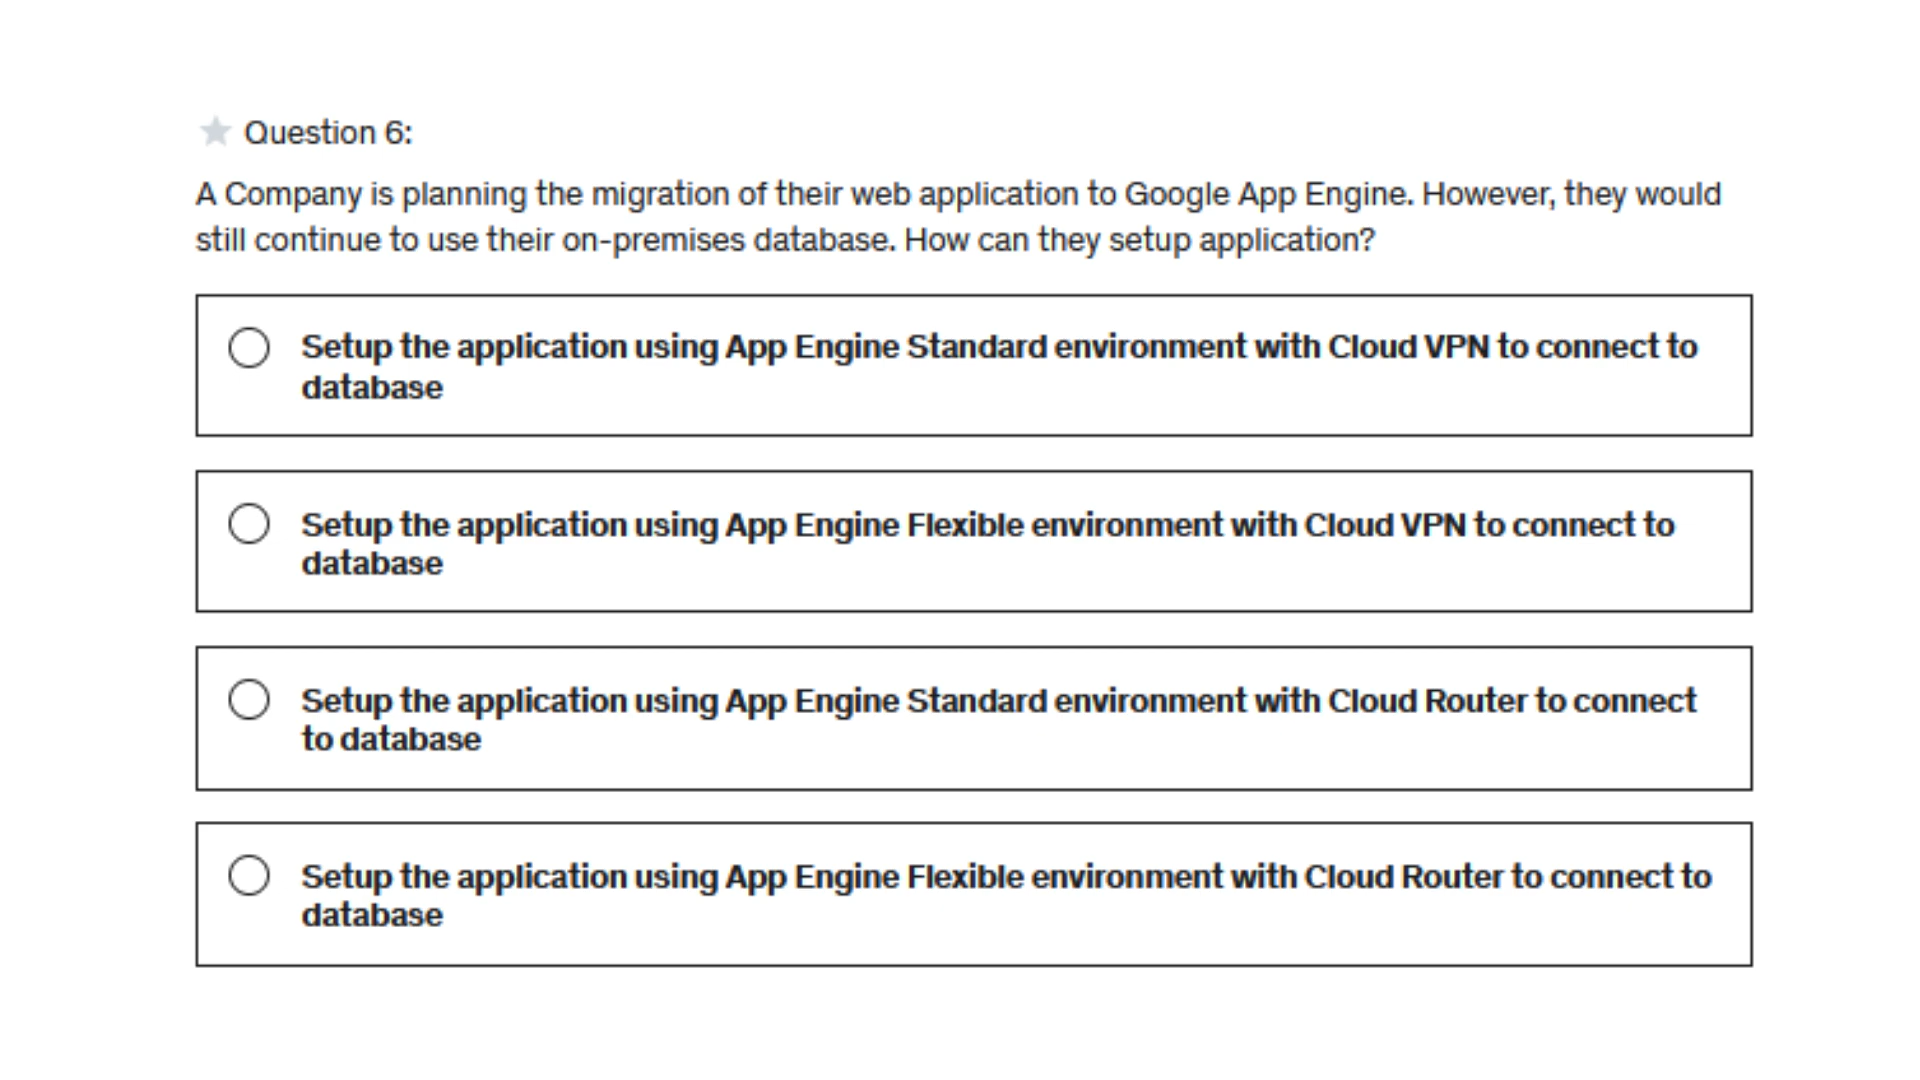 Question 6:
A Company is planning the migration of their web application to Google App Engine. However, they would
still continue to use their on-premises database. How can they setup application?
Setup the application using App Engine Standard environment with Cloud VPN to connect to
database
Setup the application using App Engine Flexible environment with Cloud VPN to connect to
database
Setup the application using App Engine Standard environment with Cloud Router to connect
to database
Setup the application using App Engine Flexible environment with Cloud Router to connect to
database